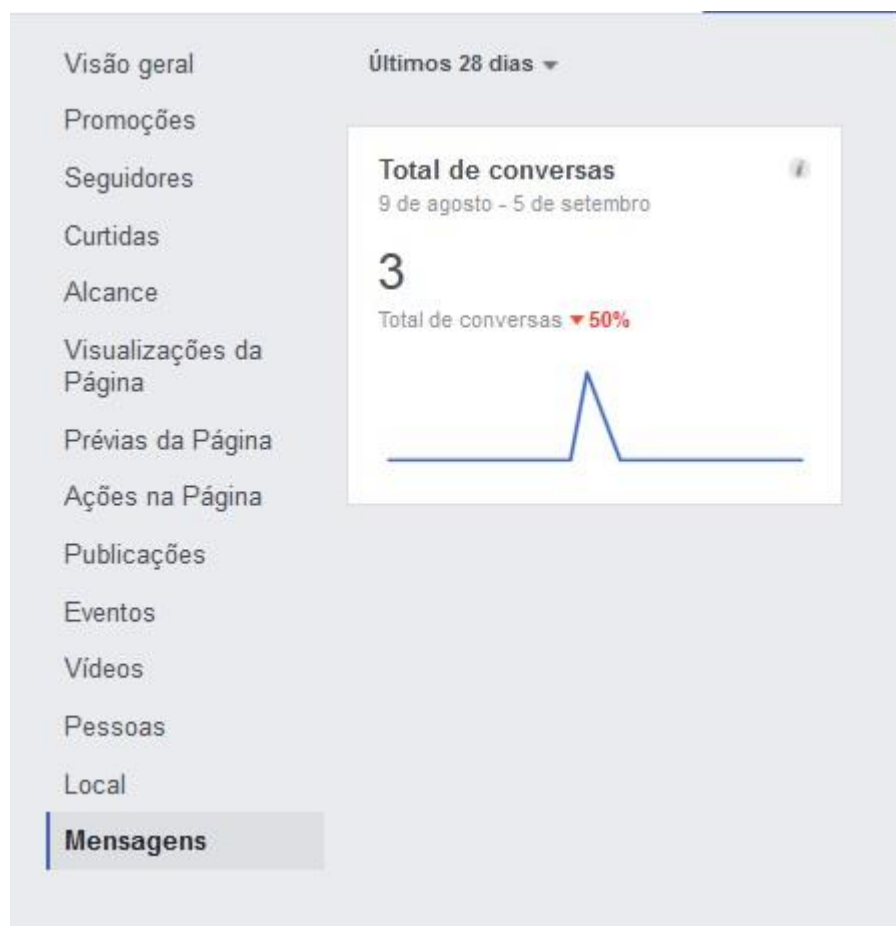 Visão geral
Promoções
Seguidores
Curtidas
Alcance
Visualizações da
Página
Prévias da Página
Ações na Página
Publicações
Eventos
Vídeos
Pessoas
Local
Mensagens
Últimos 28 dias
Total de conversas
i
9 de agosto - 5 de setembro
3
Total de conversas ▼50%